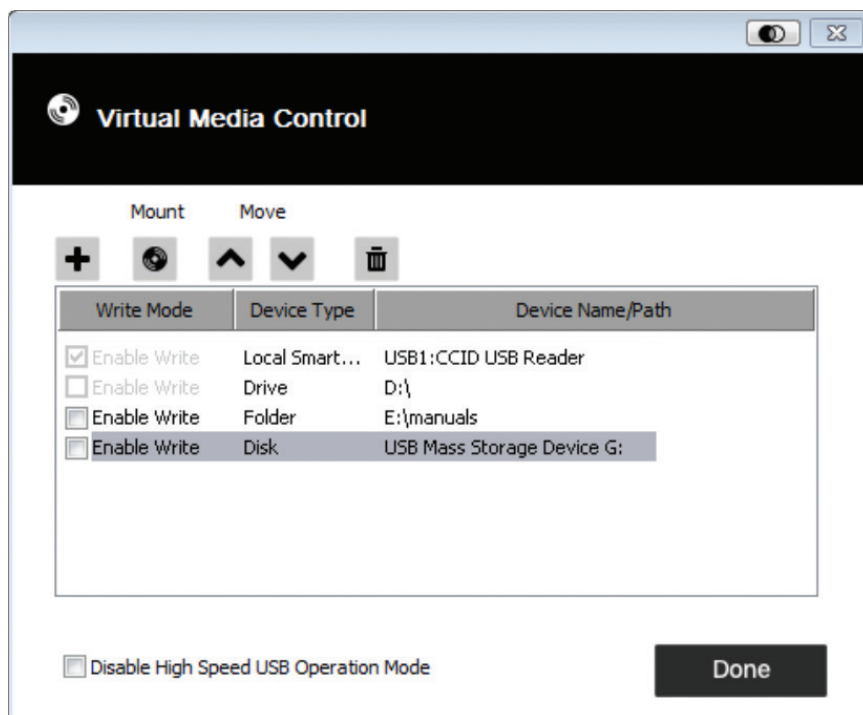 Virtual Media Control
Mount Move
Write Mode Device Type Device Name/Path
Enable Write Local Smart... USB1:CCID USB Reader
Enable Write Drive D:\
Enable Write Folder E:\manuals
Enable Write Disk USB Mass Storage Device G:
Disable High Speed USB Operation Mode Done